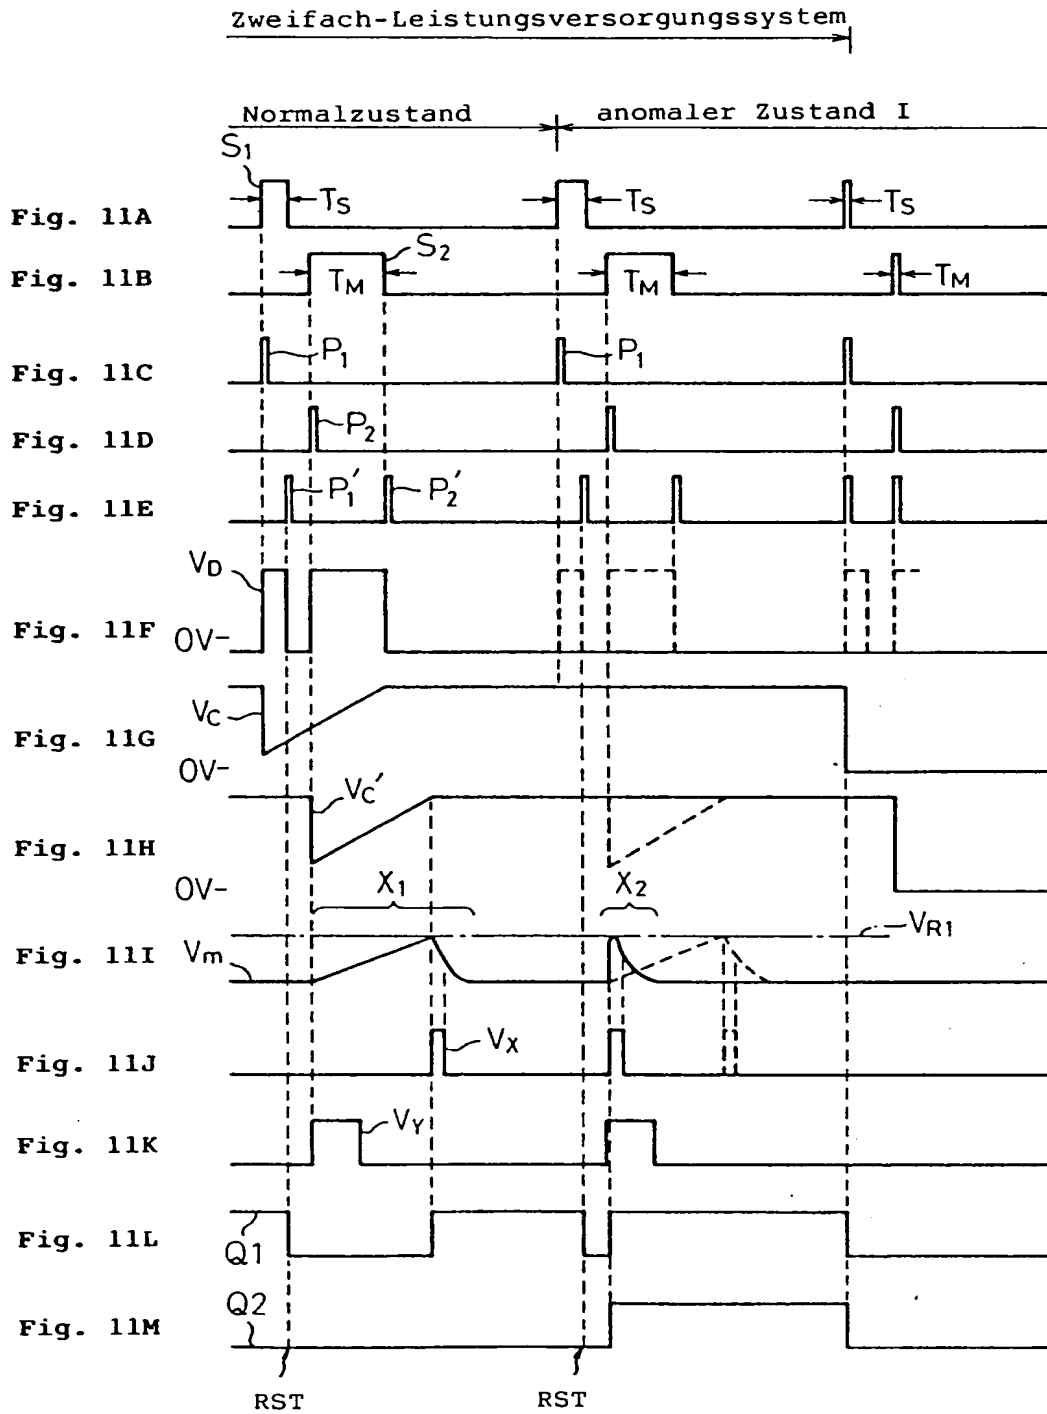 Zweifach-Leistungsversorgungssystem
Normalzustand anomaler Zustand I
S1
Fig. 11A TS TS TS
S2
Fig. 11B TM TM TM
Fig. 11C P1 P1
Fig. 11D P2
Fig. 11E P1' P2'
VD
Fig. 11F OV-
VC
Fig. 11G
OV-
VC'
Fig. 11H
OV- X1 X2
VR1
Vm Fig. 11I
Fig. 11J VX
Fig. 11K VY
Fig. 11L
Q1
Q2
Fig. 11M
RST RST